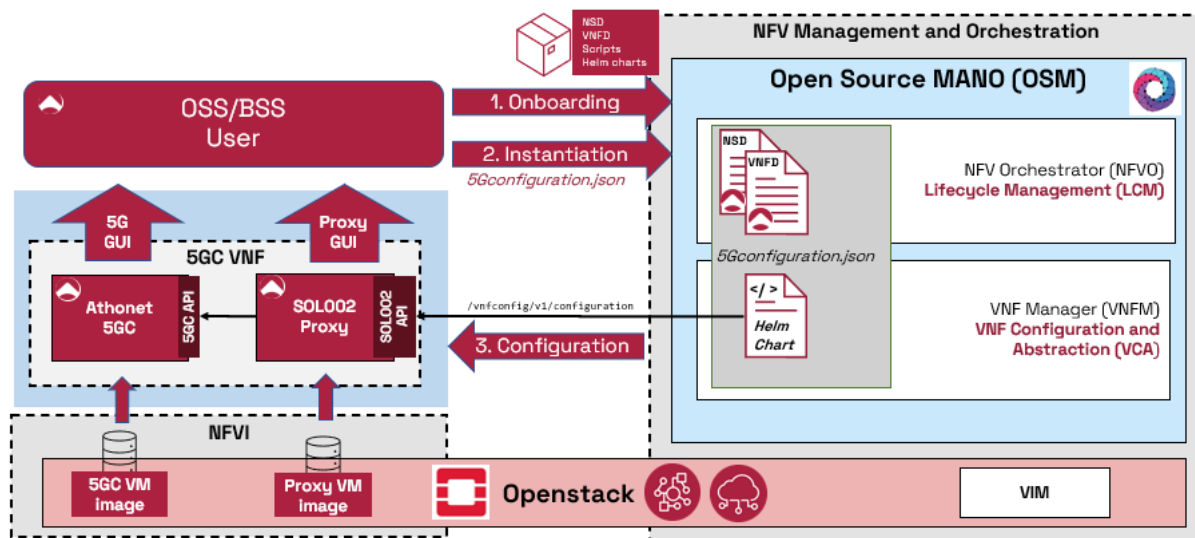 NSD
VNFD
Scripts
Helm charts
NFV Management and Orchestration
Open Source MANO (OSM)
OSS/BSS
User
1. Onboarding
2. Instantiation
5Gconfiguration.json
NSD
VNFD
5Gconfiguration.json
NFV Orchestrator (NFVO)
Lifecycle Management (LCM)
5G
GUI
Proxy
GUI
5GC VNF
Athonet
5GC
5GC API
SOL002
Proxy
SOL002
API
/vnfconfig/v1/configuration
3. Configuration
</>
Helm
Chart
VNF Manager (VNFM)
VNF Configuration and
Abstraction (VCA)
NFVI
5GC VM
image
Proxy VM
image
Openstack
VIM